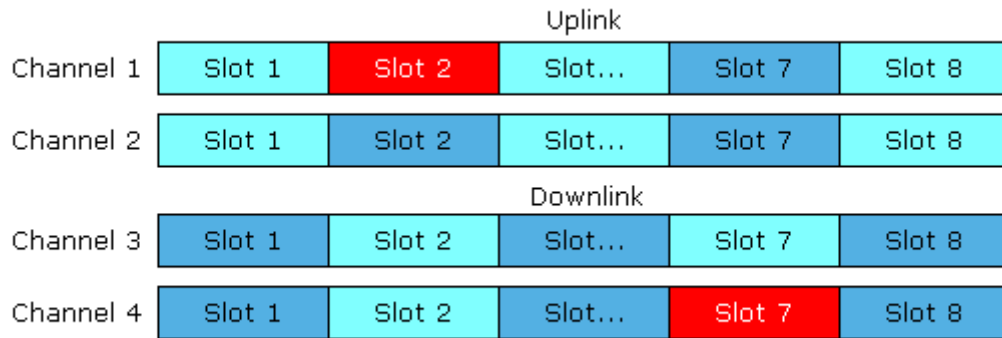 Uplink
Channel 1 Slot 1 Slot 2 Slot... Slot 7 Slot 8
Channel 2 Slot 1 Slot 2 Slot... Slot 7 Slot 8
Downlink
Channel 3 Slot 1 Slot 2 Slot... Slot 7 Slot 8
Channel 4 Slot 1 Slot 2 Slot... Slot 7 Slot 8